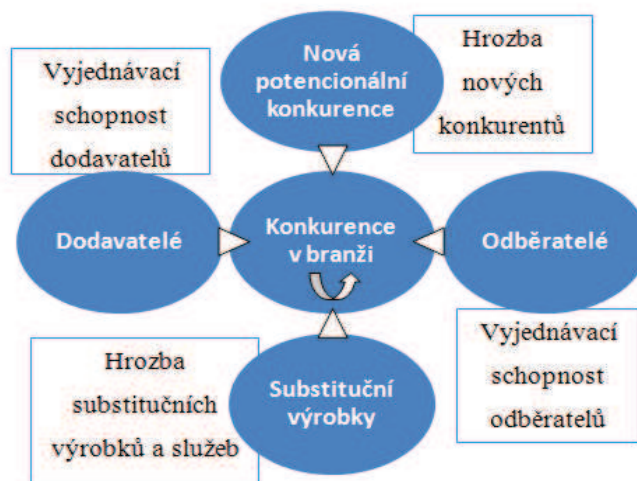 Nová
potencionální
konkurence
Hrozba
nových
konkurentů
Vyjednávací
schopnost
dodavatelů
Dodavatelé
Konkurence
v branži
Odběratelé
Hrozba
substitučních
výrobků a služeb
Substituční
výrobky
Vyjednávací
schopnost
odběratelů